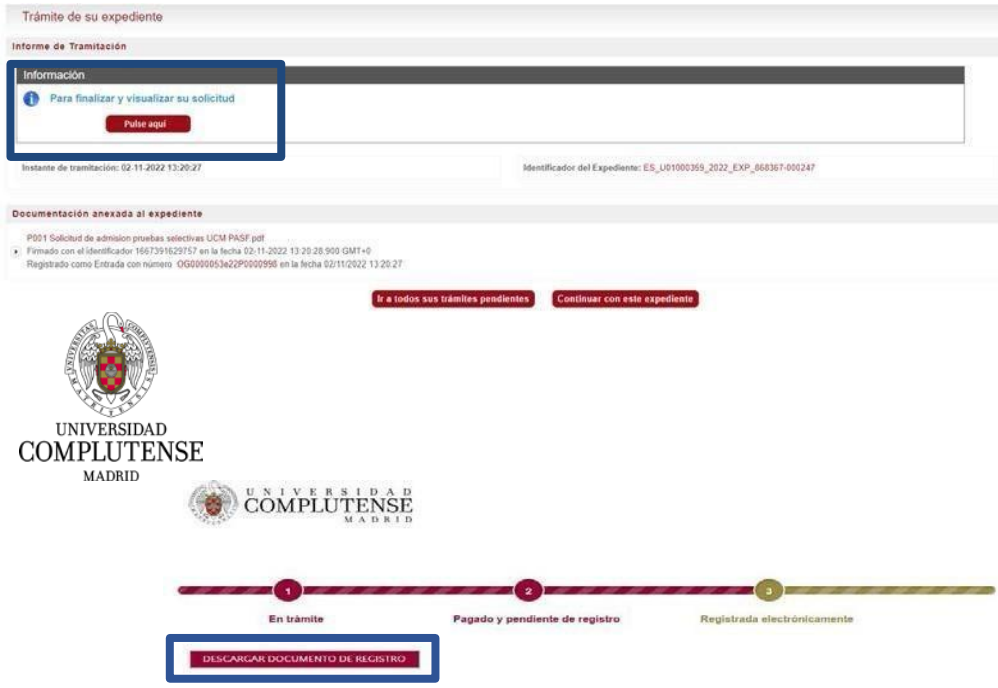 Trámite de su expediente
Informe de Tramitación
Información
Para finalizar y visualizar su solicitud
Pulse aquí
Instante de tramitación: 02-11-2022 13:20:27
Identificador del Expediente: ES_U01000359_2022_EXP_868367-000247
Documentación anexada al expediente
P001 Solicitud de admision pruebas selectivas UCM PASF.pdf
Firmado con el identificador 1667391629757 en la fecha 02-11-2022 13:20:28:900 GMT+0
Registrado como Entrada con número OG0000053e22P0000998 en la fecha 02/11/2022 13:20:27
Ir a todos sus trámites pendientes
Continuar con este expediente
UNIVERSIDAD
COMPLUTENSE
MADRID
UNIVERSIDAD
COMPLUTENSE
MADRID
1
2
3
En trámite
Pagado y pendiente de registro
Registrada electrónicamente
DESCARGAR DOCUMENTO DE REGISTRO